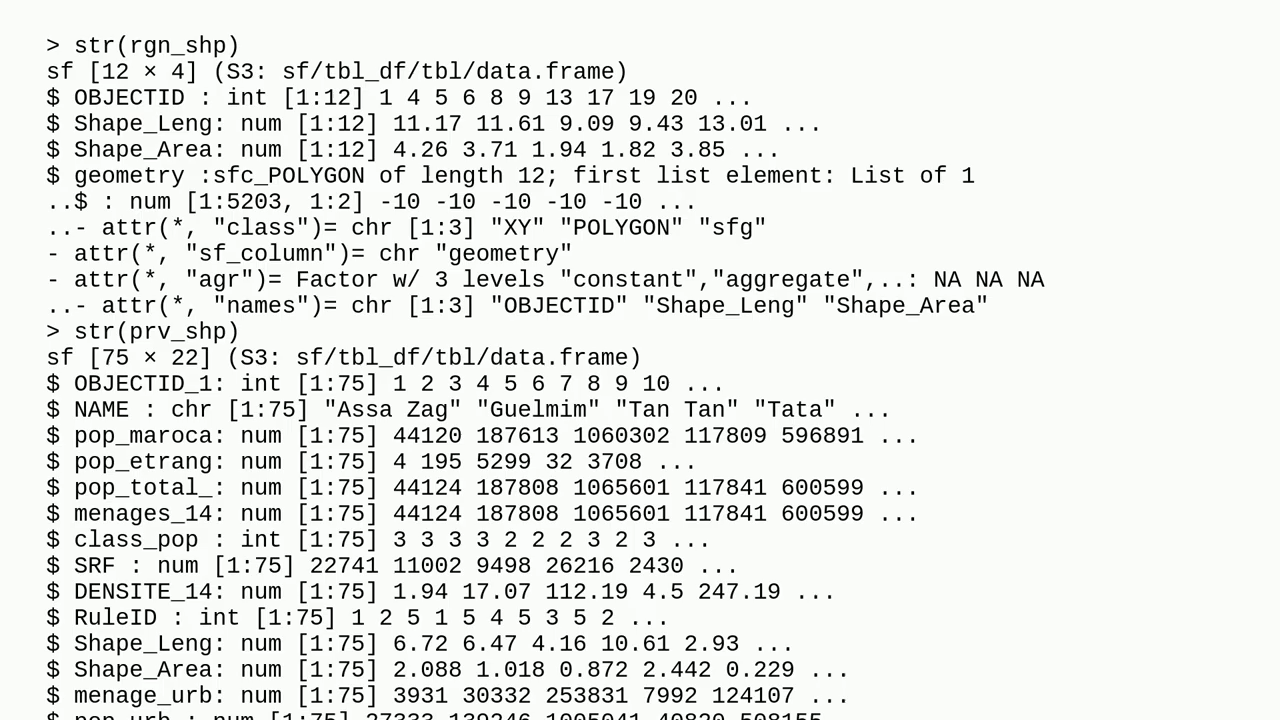 > str(rgn_shp)
sf [12 × 4] (S3: sf/tbl_df/tbl/data.frame)
$ OBJECTID : int [1:12] 1 4 5 6 8 9 13 17 19 20 ...
$ Shape_Leng: num [1:12] 11.17 11.61 9.09 9.43 13.01 ...
$ Shape_Area: num [1:12] 4.26 3.71 1.94 1.82 3.85 ...
$ geometry :sfc_POLYGON of length 12; first list element: List of 1
..$ : num [1:5203, 1:2] -10 -10 -10 -10 -10 ...
..- attr(*, "class")= chr [1:3] "XY" "POLYGON" "sfg"
- attr(*, "sf_column")= chr "geometry"
- attr(*, "agr")= Factor w/ 3 levels "constant","aggregate",..: NA NA NA
..- attr(*, "names")= chr [1:3] "OBJECTID" "Shape_Leng" "Shape_Area"
> str(prv_shp)
sf [75 × 22] (S3: sf/tbl_df/tbl/data.frame)
$ OBJECTID_1: int [1:75] 1 2 3 4 5 6 7 8 9 10 ...
$ NAME : chr [1:75] "Assa Zag" "Guelmim" "Tan Tan" "Tata" ...
$ pop_maroca: num [1:75] 44120 187613 1060302 117809 596891 ...
$ pop_etrang: num [1:75] 4 195 5299 32 3708 ...
$ pop_total_: num [1:75] 44124 187808 1065601 117841 600599 ...
$ menages_14: num [1:75] 44124 187808 1065601 117841 600599 ...
$ class_pop : int [1:75] 3 3 3 3 2 2 2 3 2 3 ...
$ SRF : num [1:75] 22741 11002 9498 26216 2430 ...
$ DENSITE_14: num [1:75] 1.94 17.07 112.19 4.5 247.19 ...
$ RuleID : int [1:75] 1 2 5 1 5 4 5 3 5 2 ...
$ Shape_Leng: num [1:75] 6.72 6.47 4.16 10.61 2.93 ...
$ Shape_Area: num [1:75] 2.088 1.018 0.872 2.442 0.229 ...
$ menage_urb: num [1:75] 3931 30332 253831 7992 124107 ...
$ pop_urb : num [1:75]